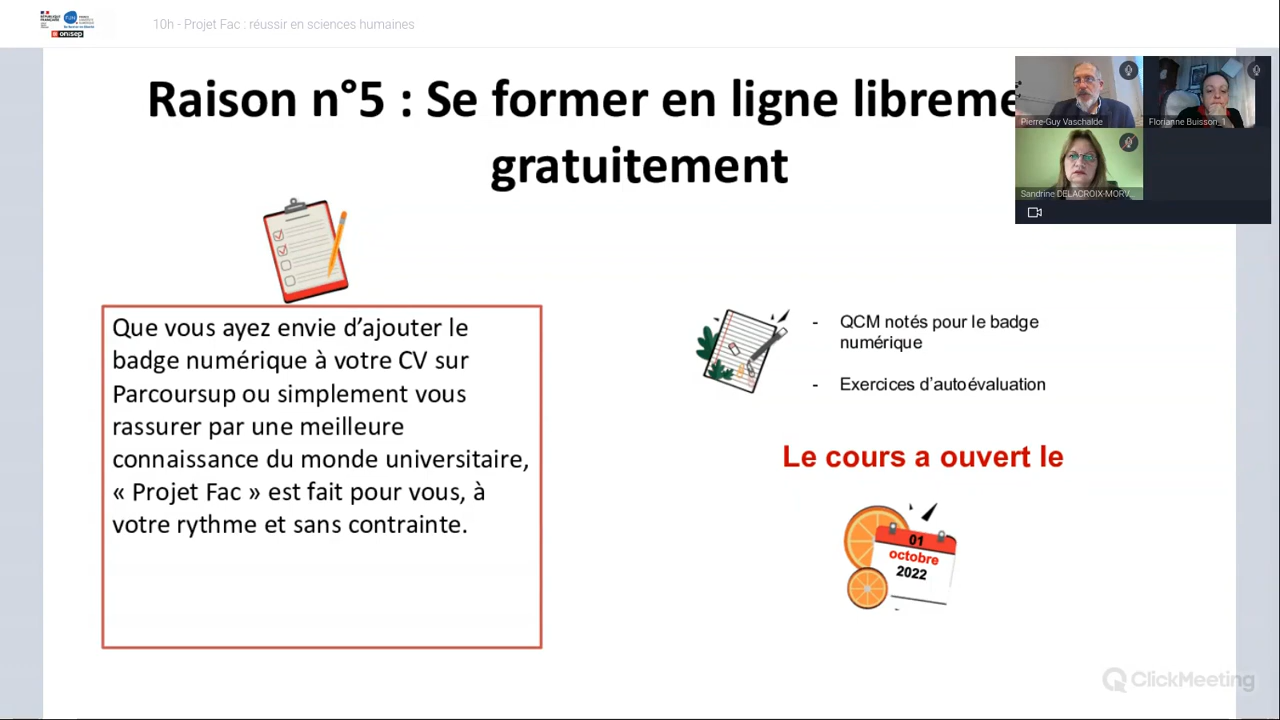 10h - Projet Fac : réussir en sciences humaines
Raison n°5 : Se former en ligne libreme
gratuitement
Pierre-Guy Vaschalde
Florianne Buisson_1
Sandrine DELACROIX-MORV...
Que vous ayez envie d’ajouter le
badge numérique à votre CV sur
Parcoursup ou simplement vous
rassurer par une meilleure
connaissance du monde universitaire,
« Projet Fac » est fait pour vous, à
votre rythme et sans contrainte.
- QCM notés pour le badge
numérique
- Exercices d’autoévaluation
Le cours a ouvert le
01
octobre
2022
onisep
ClickMeeting